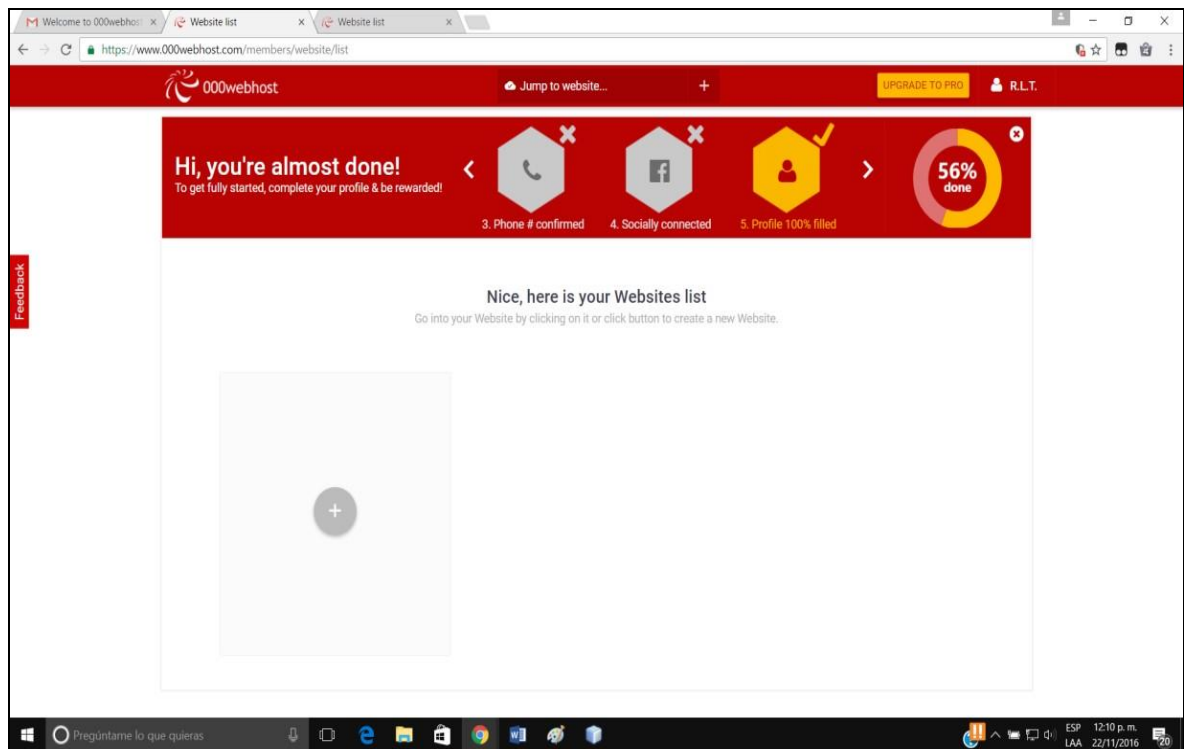 Welcome to 000webhost
Website list
Website list
https://www.000webhost.com/members/website/list
000webhost
Jump to website...
+
UPGRADE TO PRO
R.L.T.
Hi, you're almost done!
To get fully started, complete your profile & be rewarded!
3. Phone # confirmed
4. Socially connected
5. Profile 100% filled
56%
done
Feedback
Nice, here is your Websites list
Go into your Website by clicking on it or click button to create a new Website.
+
Pregúntame lo que quieras
ESP
LAA
12:10 p. m.
22/11/2016
20